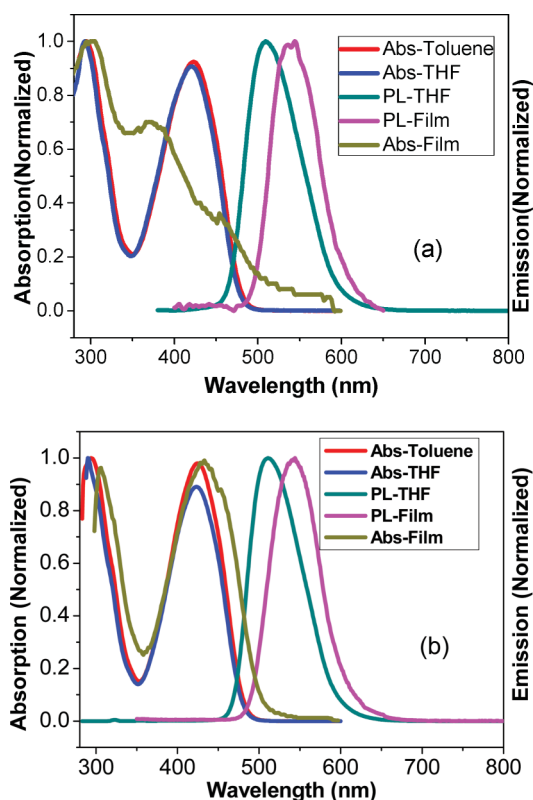 Absorption(Normalized)
1.0
0.8
0.6
0.4
0.2
0.0
Abs-Toluene
Abs-THF
PL-THF
PL-Film
Abs-Film
(a)
Emission(Normalized)
300 400 500 600 700 800
Wavelength (nm)
Absorption (Normalized)
1.0
0.8
0.6
0.4
0.2
0.0
Abs-Toluene
Abs-THF
PL-THF
PL-Film
Abs-Film
(b)
Emission (Normalized)
300 400 500 600 700 800
Wavelength (nm)